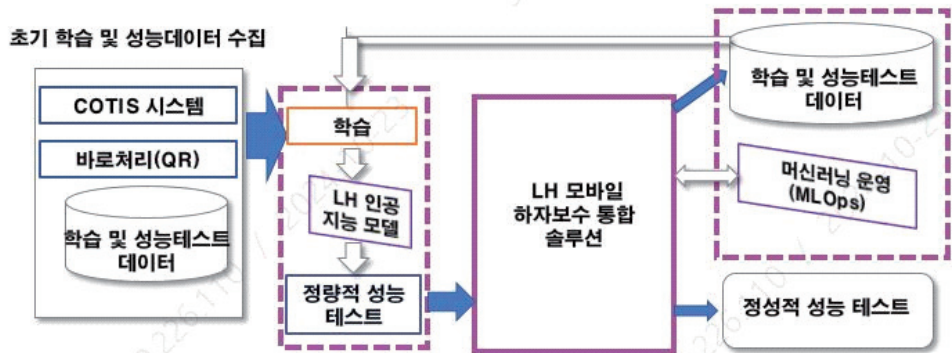 초기 학습 및 성능데이터 수집
COTIS 시스템
바로처리(QR)
학습 및 성능테스트
데이터
학습
LH 인공
지능 모델
정량적 성능
테스트
LH 모바일
하자보수 통합
솔루션
학습 및 성능테스트
데이터
머신러닝 운영
(MLOps)
정성적 성능 테스트